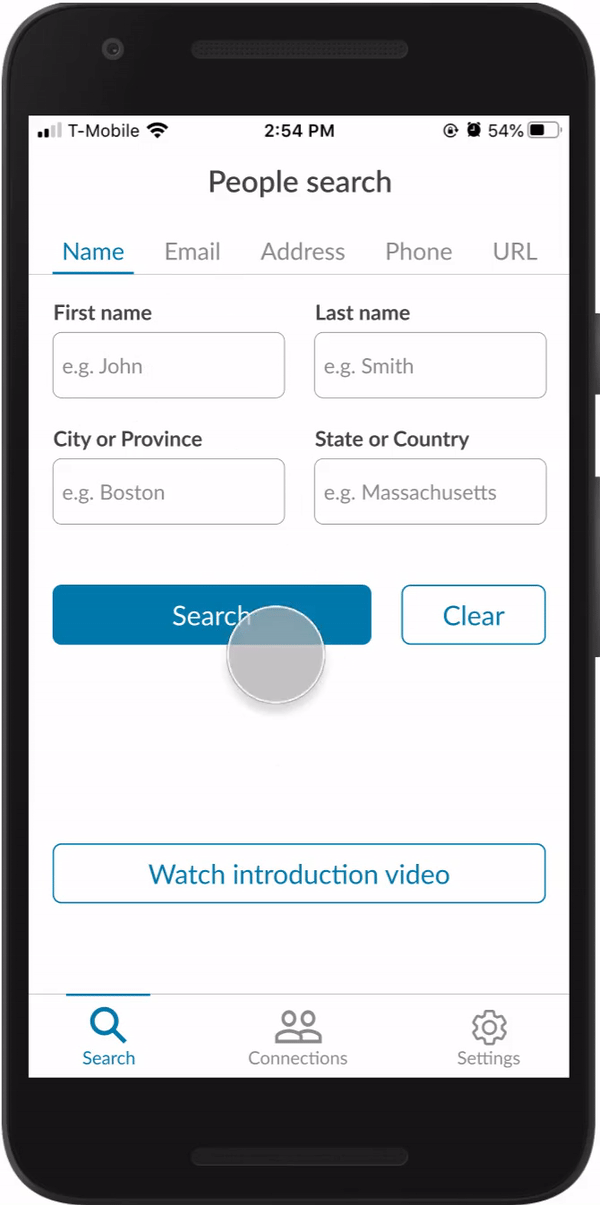 T-Mobile 2:54 PM 54%
People search
Name Email Address Phone URL
First name Last name
e.g. John e.g. Smith
City or Province State or Country
e.g. Boston e.g. Massachusetts
Search Clear
Watch introduction video
Search Connections Settings